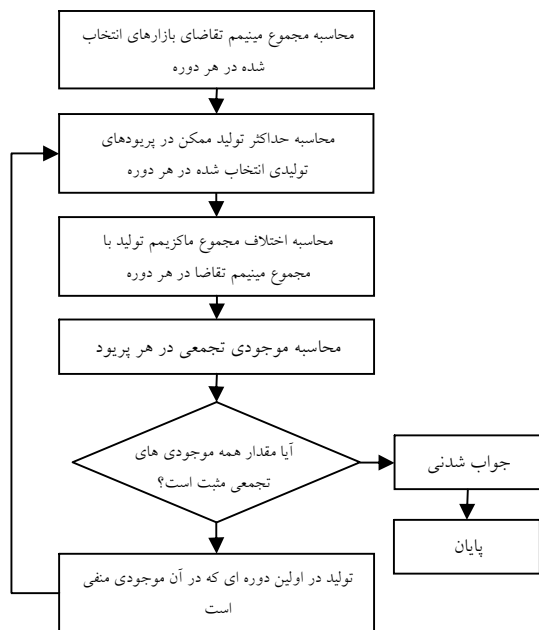 محاسبه مجموع مینیمم تقاضای بازارهای انتخاب
شده در هر دوره
محاسبه حداکثر تولید ممکن در پریودهای
تولیدی انتخاب شده در هر دوره
محاسبه اختلاف مجموع ماکزیمم تولید با
مجموع مینیمم تقاضا در هر دوره
محاسبه موجودی تجمعی در هر پریود
آیا مقدار همه موجودی های
تجمعی مثبت است؟
جواب شدنی
پایان
تولید در اولین دوره ای که در آن موجودی منفی
است